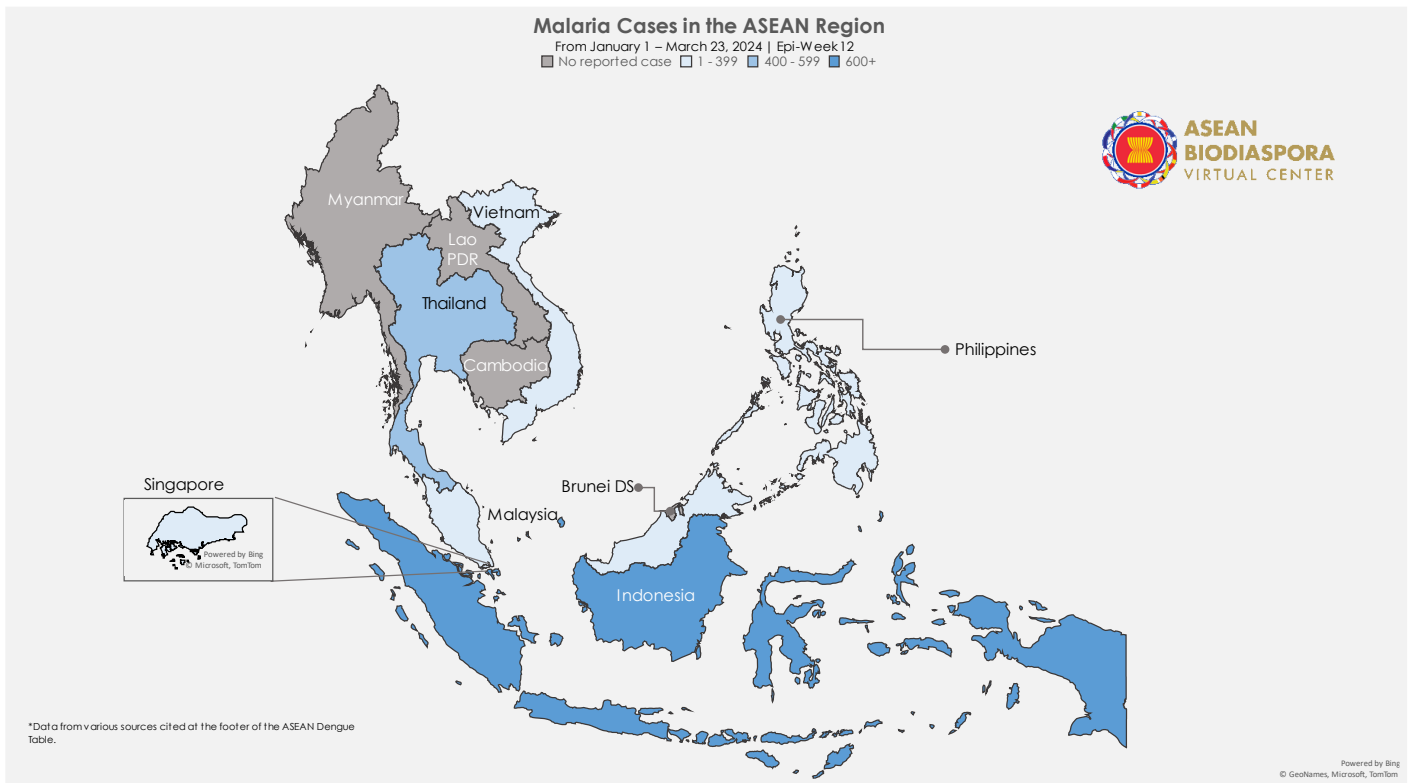 Malaria Cases in the ASEAN Region
From January 1 – March 23, 2024 | Epi-Week 12
No reported case 1 - 399 400 - 599 600+
ASEAN
BIODIASPORA
VIRTUAL CENTER
Myanmar
Vietnam
Lao
PDR
Thailand
Cambodia
Philippines
Singapore
Brunei DS
Malaysia
Powered by Bing
© Microsoft, TomTom
Indonesia
*Data from various sources cited at the footer of the ASEAN Dengue
Table.
Powered by Bing
© GeoNames, Microsoft, TomTom